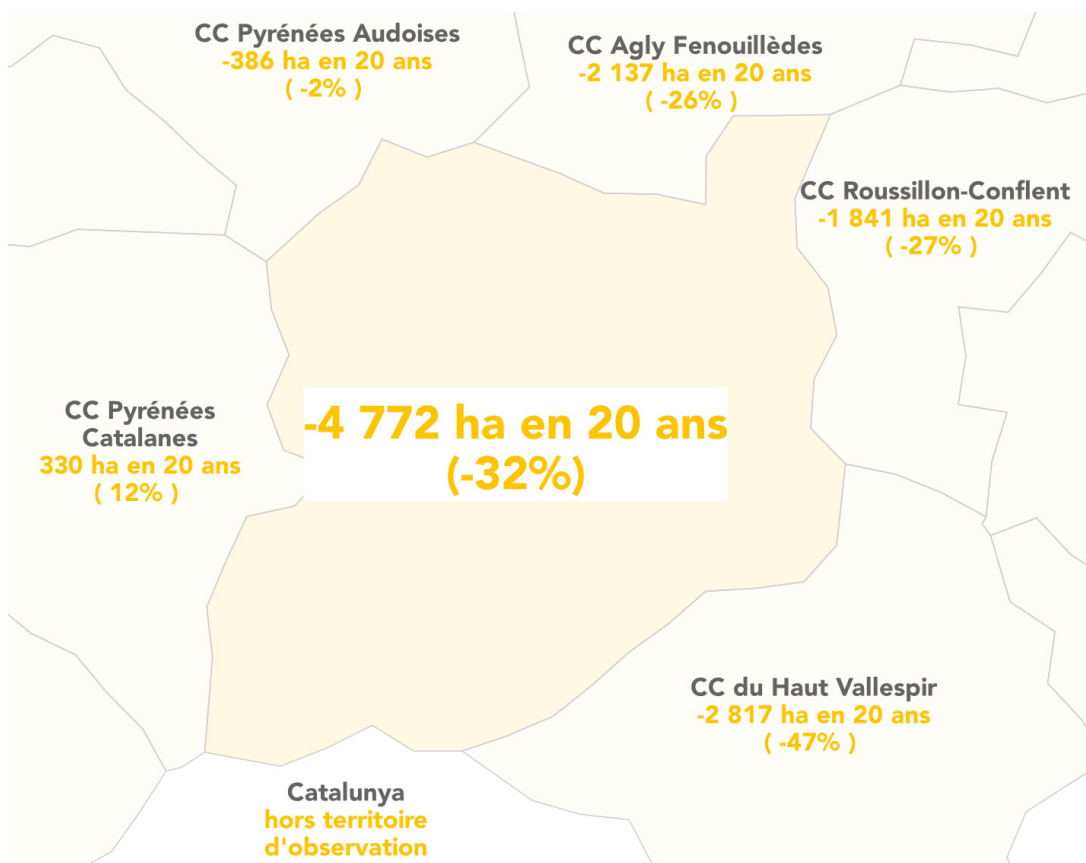 CC Pyrénées Audoises
-386 ha en 20 ans
( -2% )
CC Agly Fenouillèdes
-2 137 ha en 20 ans
( -26% )
CC Roussillon-Conflent
-1 841 ha en 20 ans
( -27% )
CC Pyrénées
Catalanes
330 ha en 20 ans
( 12% )
-4 772 ha en 20 ans
(-32%)
CC du Haut Vallespir
-2 817 ha en 20 ans
( -47% )
Catalunya
hors territoire
d'observation